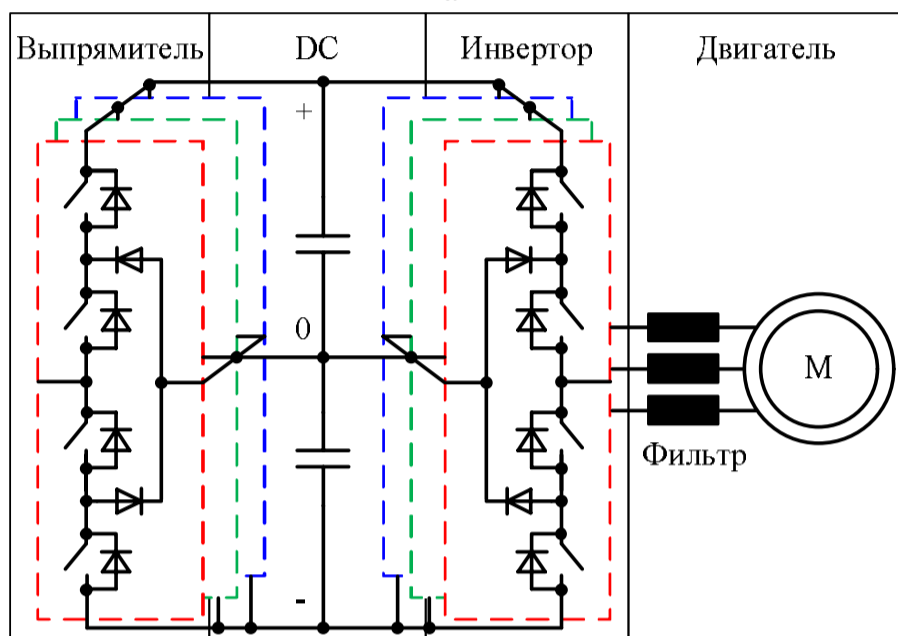 Выпрямитель
DC
Инвертор
Двигатель
+
0
М
Фильтр
-